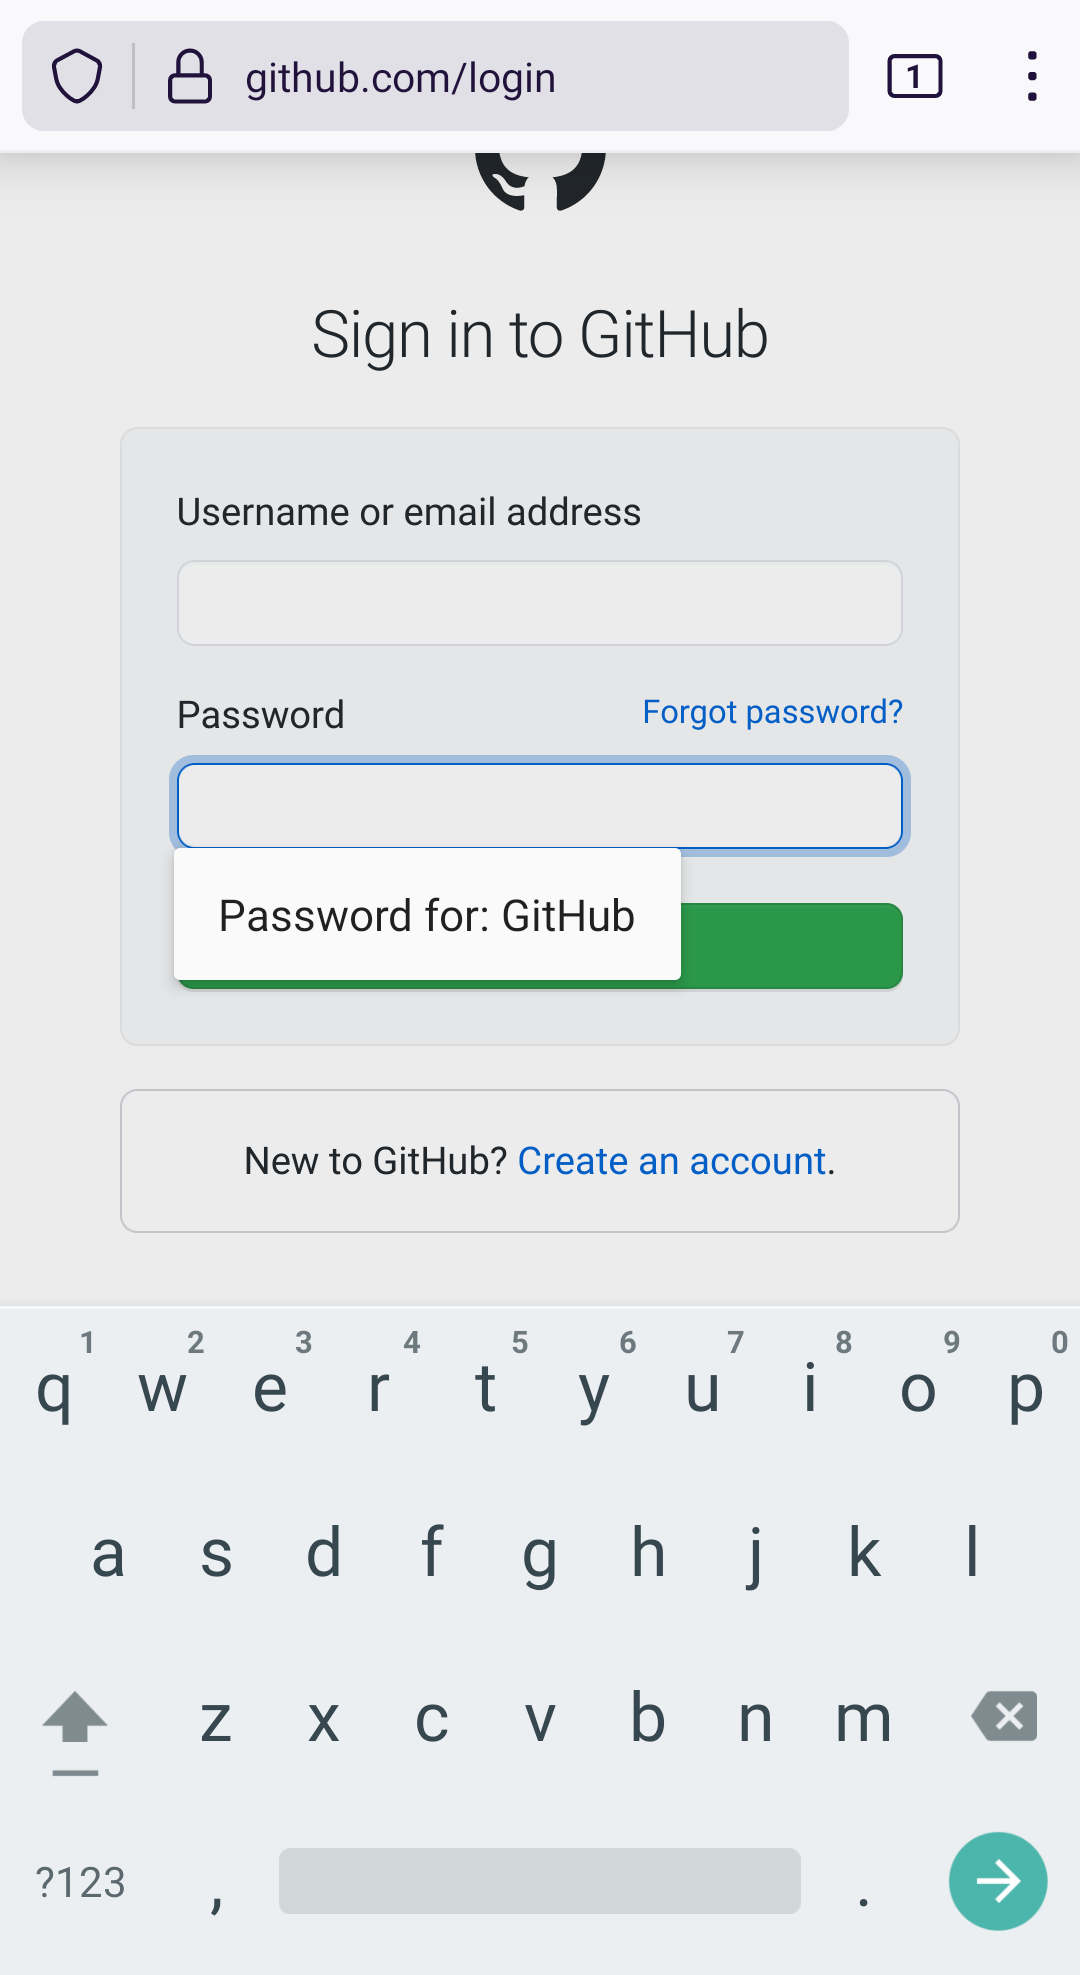 github.com/login
1
Sign in to GitHub
Username or email address
Password
Forgot password?
Password for: GitHub
New to GitHub? Create an account.
1 2 3 4 5 6 7 8 9 0
q w e r t y u i o p
a s d f g h j k l
z x c v b n m
?123 , .